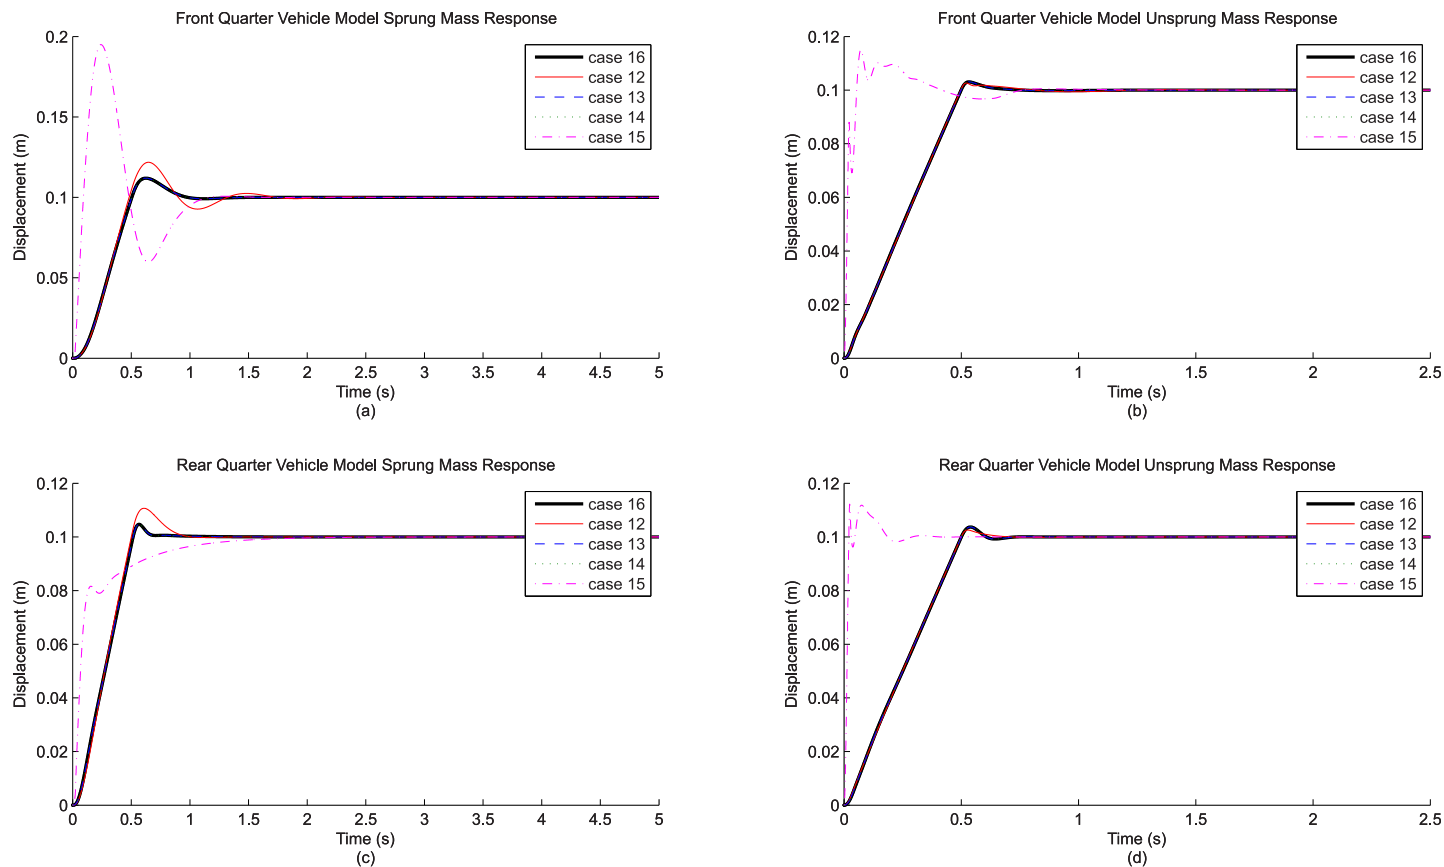 Front Quarter Vehicle Model Sprung Mass Response
0.2
0.15
0.1
0.05
0
Displacement (m)
case 16
case 12
case 13
case 14
case 15
0 0.5 1 1.5 2 2.5 3 3.5 4 4.5 5
Time (s)
(a)
Front Quarter Vehicle Model Unsprung Mass Response
0.12
0.1
0.08
0.06
0.04
0.02
0
Displacement (m)
case 16
case 12
case 13
case 14
case 15
0 0.5 1 1.5 2 2.5
Time (s)
(b)
Rear Quarter Vehicle Model Sprung Mass Response
0.12
0.1
0.08
0.06
0.04
0.02
0
Displacement (m)
case 16
case 12
case 13
case 14
case 15
0 0.5 1 1.5 2 2.5 3 3.5 4 4.5 5
Time (s)
(c)
Rear Quarter Vehicle Model Unsprung Mass Response
0.12
0.1
0.08
0.06
0.04
0.02
0
Displacement (m)
case 16
case 12
case 13
case 14
case 15
0 0.5 1 1.5 2 2.5
Time (s)
(d)